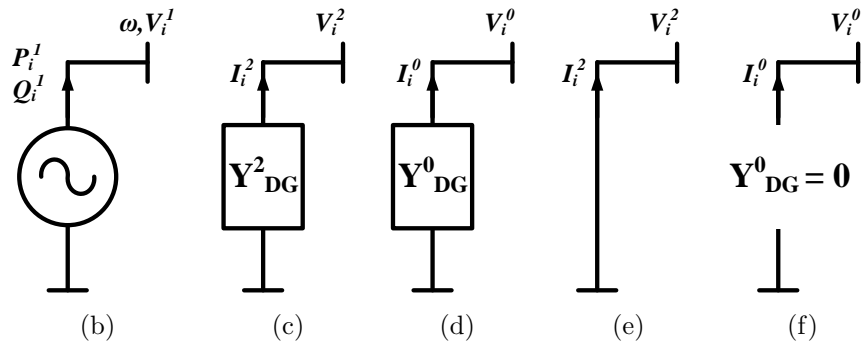 ω,V_i^1
P_i^1
Q_i^1
(b)
V_i^2
I_i^2
Y^2_DG
(c)
V_i^0
I_i^0
Y^0_DG
(d)
V_i^2
I_i^2
(e)
V_i^0
I_i^0
Y^0_DG = 0
(f)